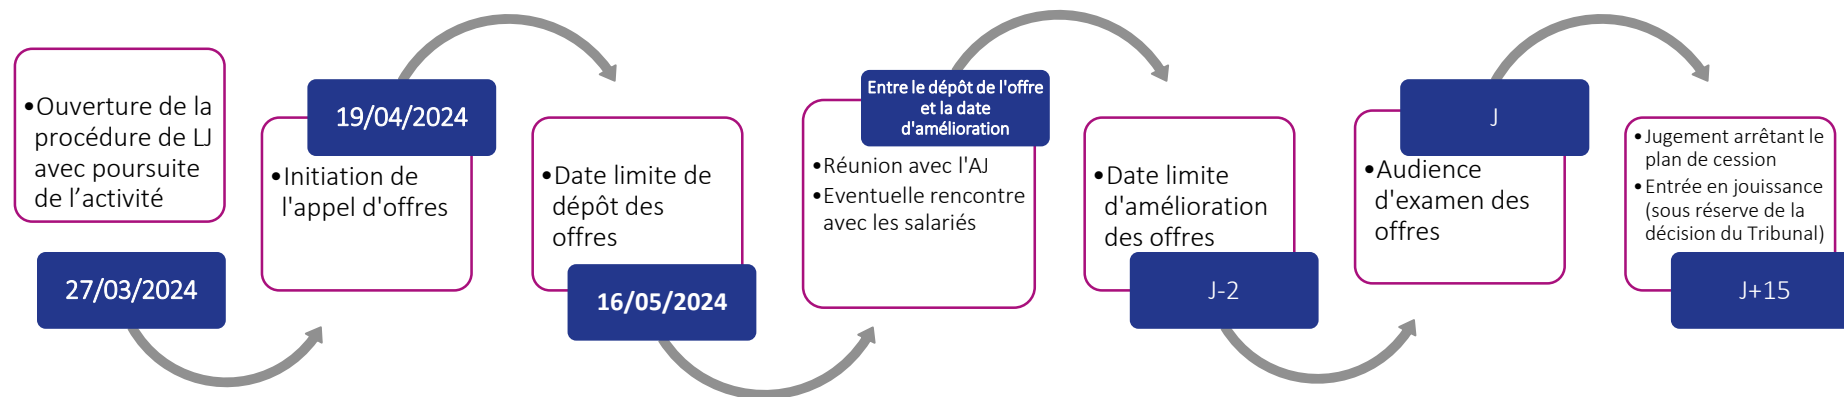 •Ouverture de la
procédure de LJ
avec poursuite
de l’activité
27/03/2024
19/04/2024
•Initiation de
l'appel d'offres
•Date limite de
dépôt des
offres
16/05/2024
Entre le dépôt de l'offre
et la date
d'amélioration
•Réunion avec l'AJ
•Eventuelle rencontre
avec les salariés
•Date limite
d'amélioration
des offres
J-2
J
•Audience
d'examen des
offres
•Jugement arrêtant le
plan de cession
•Entrée en jouissance
(sous réserve de la
décision du Tribunal)
J+15